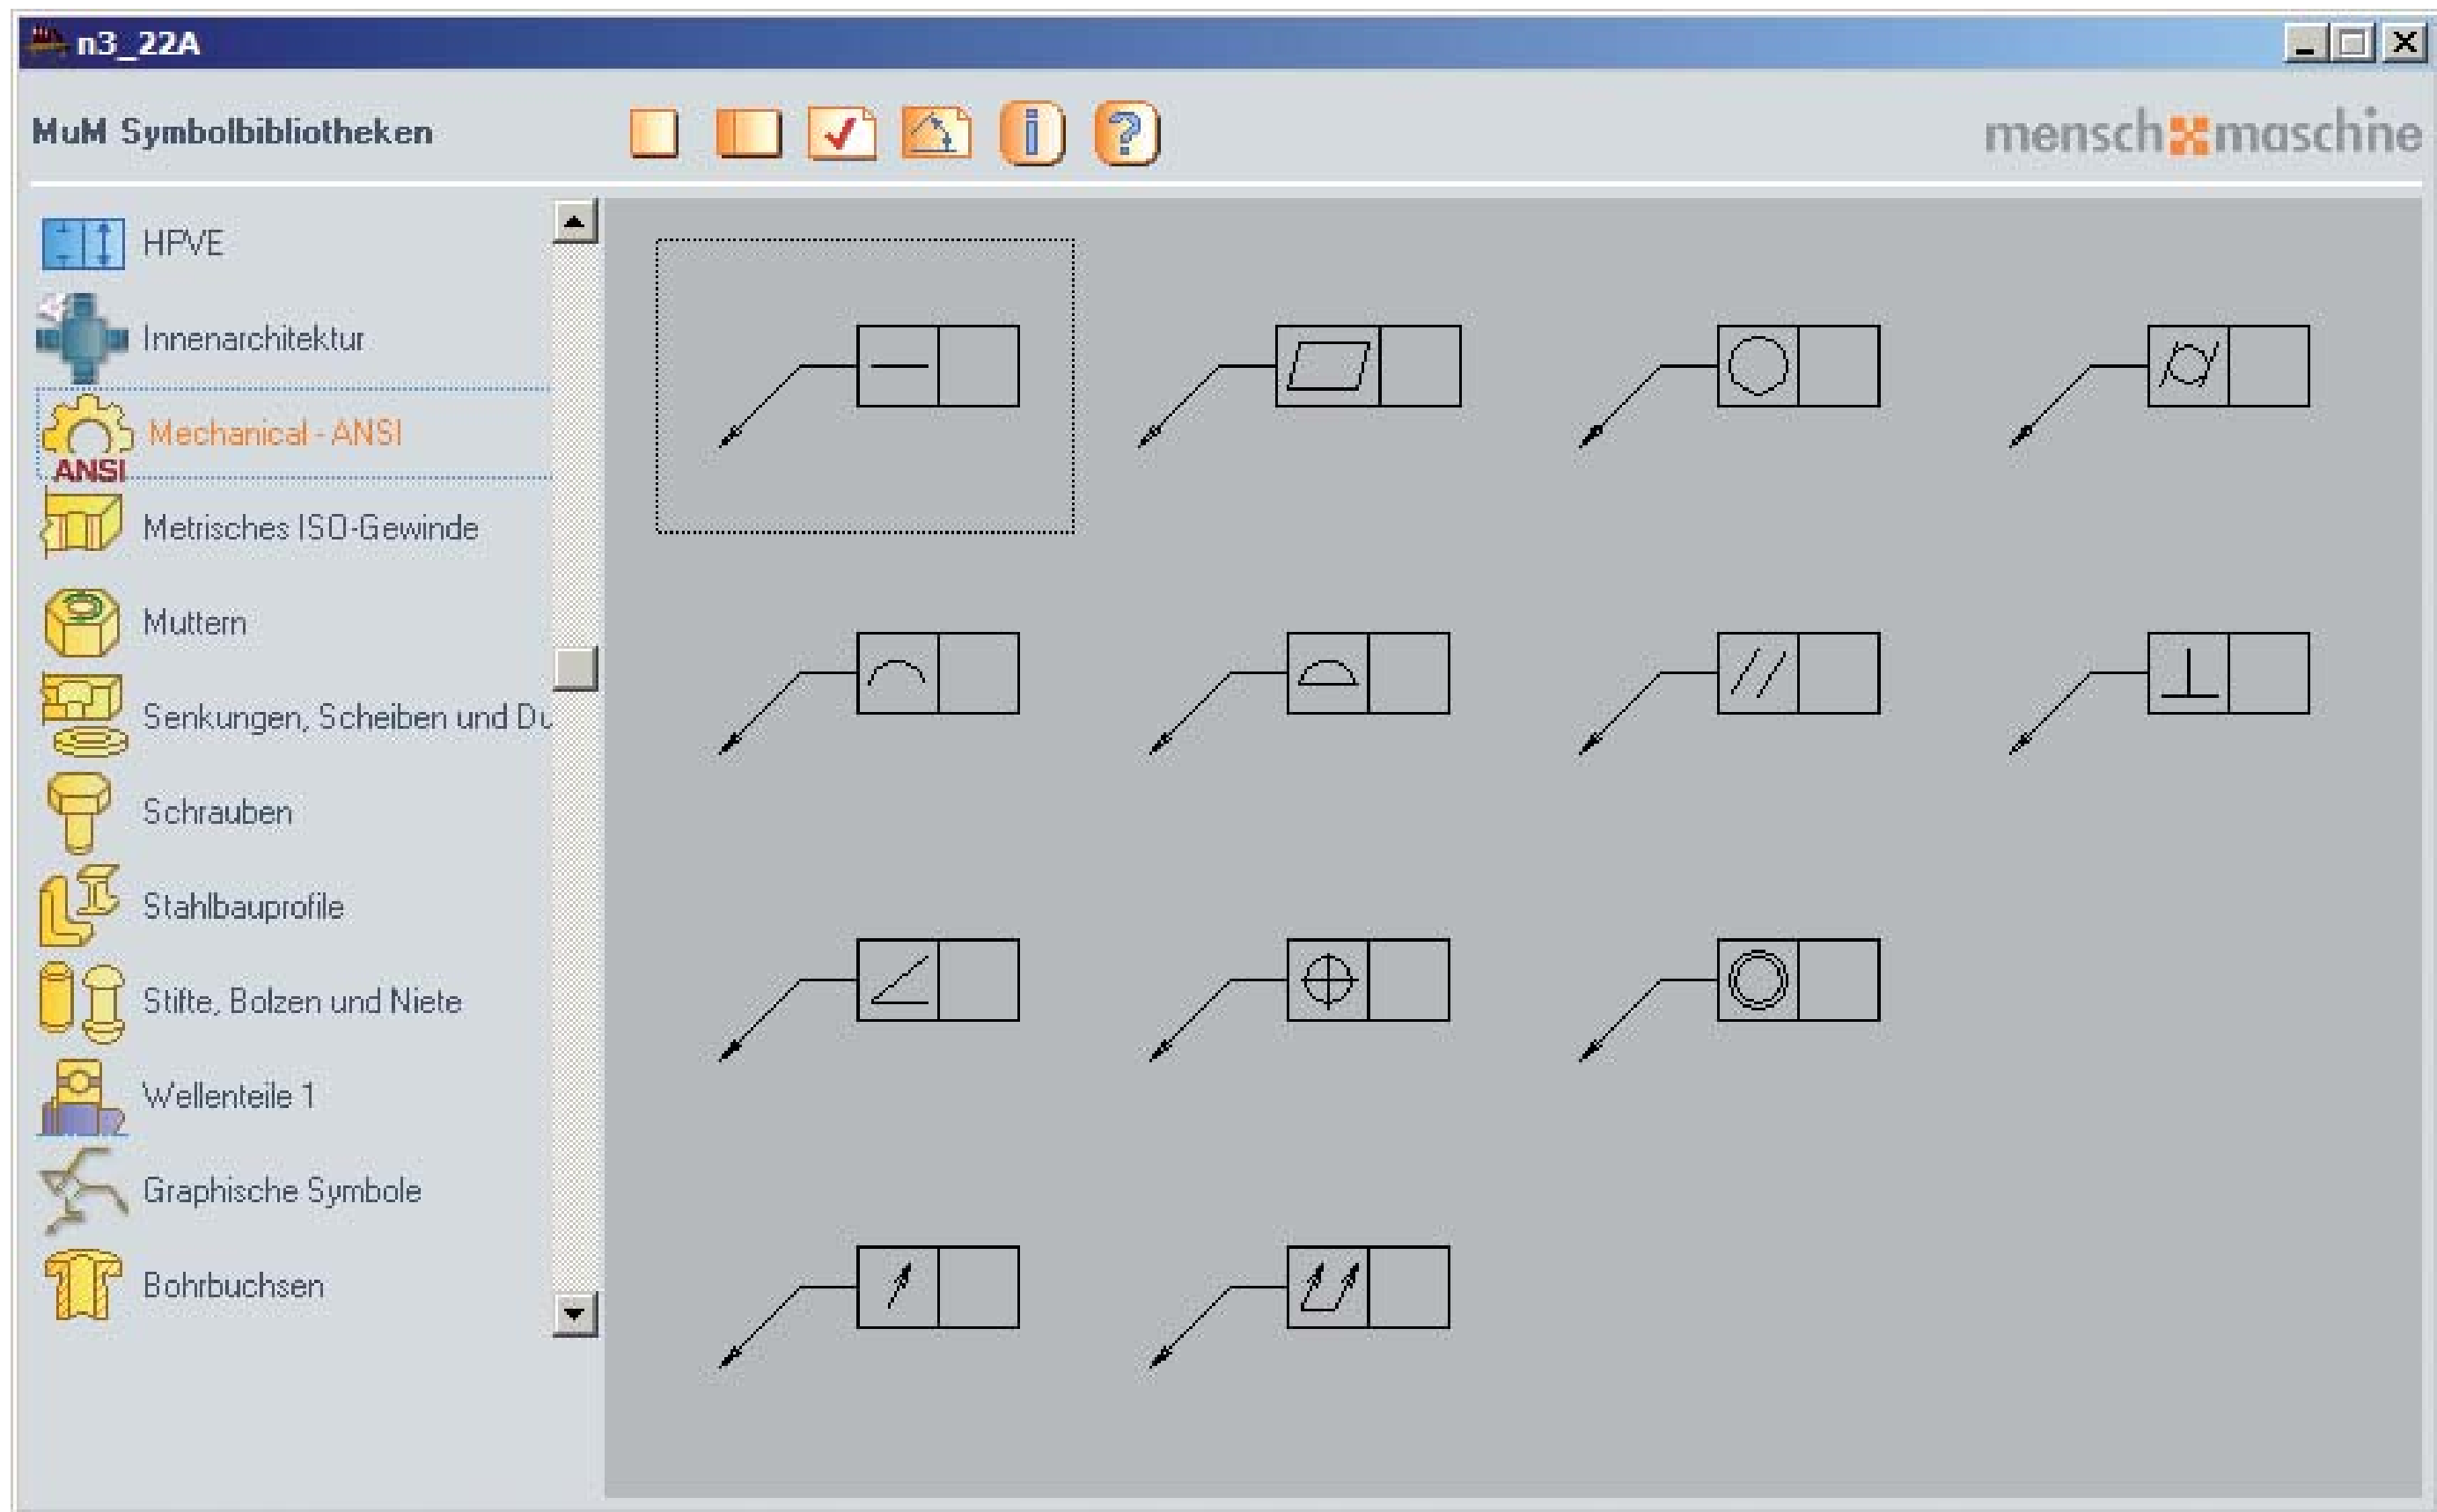 n3_22A
MuM Symbolbibliotheken
mensch maschine
HPVE
Innenarchitektur
Mechanical - ANSI
ANSI
Metrisches ISO-Gewinde
Muttern
Senkungen, Scheiben und Du
Schrauben
Stahlbauprofile
Stifte, Bolzen und Niete
Wellenteile 1
Graphische Symbole
Bohrbuchsen